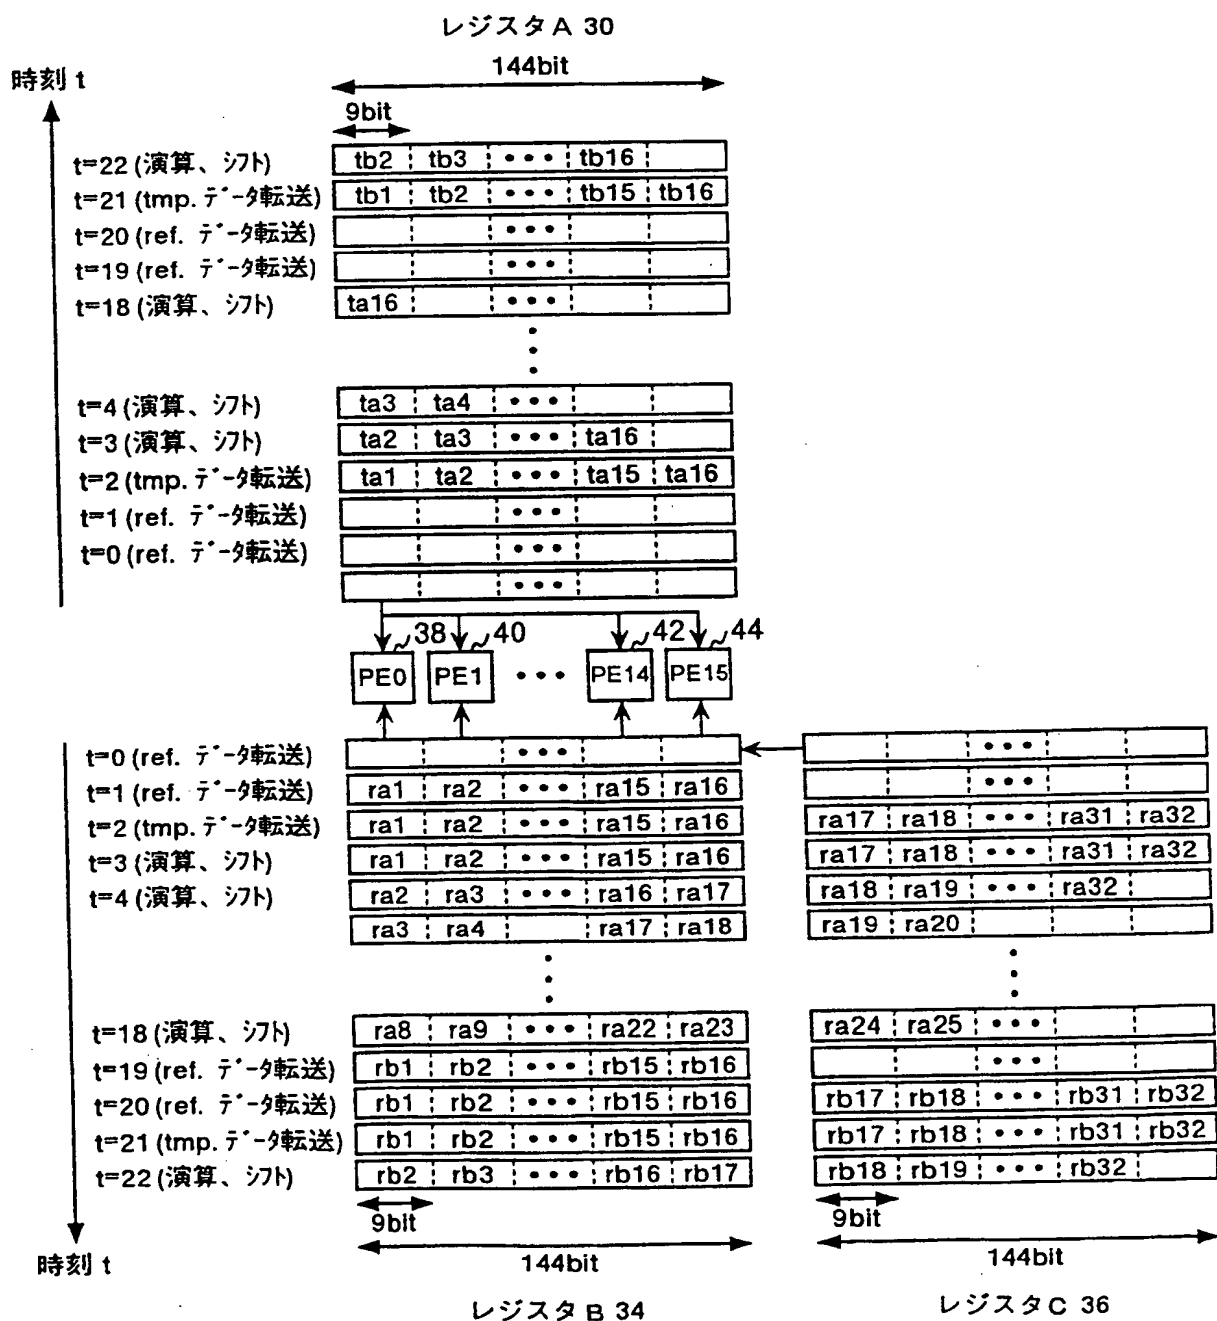 レジスタA 30
時刻 t
144bit
9bit
t=22 (演算、シフト) tb2 tb3 ••• tb16
t=21 (tmp. データ転送) tb1 tb2 ••• tb15 tb16
t=20 (ref. データ転送) •••
t=19 (ref. データ転送) •••
t=18 (演算、シフト) ta16 •••
t=4 (演算、シフト) ta3 ta4 •••
t=3 (演算、シフト) ta2 ta3 ••• ta16
t=2 (tmp. データ転送) ta1 ta2 ••• ta15 ta16
t=1 (ref. データ転送) •••
t=0 (ref. データ転送) •••
•••
38 40 42 44
PE0 PE1 ••• PE14 PE15
t=0 (ref. データ転送) ••• •••
t=1 (ref. データ転送) ra1 ra2 ••• ra15 ra16 •••
t=2 (tmp. データ転送) ra1 ra2 ••• ra15 ra16 ra17 ra18 ••• ra31 ra32
t=3 (演算、シフト) ra1 ra2 ••• ra15 ra16 ra17 ra18 ••• ra31 ra32
t=4 (演算、シフト) ra2 ra3 ••• ra16 ra17 ra18 ra19 ••• ra32
ra3 ra4 ra17 ra18 ra19 ra20
t=18 (演算、シフト) ra8 ra9 ••• ra22 ra23 ra24 ra25 •••
t=19 (ref. データ転送) rb1 rb2 ••• rb15 rb16 •••
t=20 (ref. データ転送) rb1 rb2 ••• rb15 rb16 rb17 rb18 ••• rb31 rb32
t=21 (tmp. データ転送) rb1 rb2 ••• rb15 rb16 rb17 rb18 ••• rb31 rb32
t=22 (演算、シフト) rb2 rb3 ••• rb16 rb17 rb18 rb19 ••• rb32
9bit 9bit
144bit 144bit
時刻 t
レジスタB 34 レジスタC 36